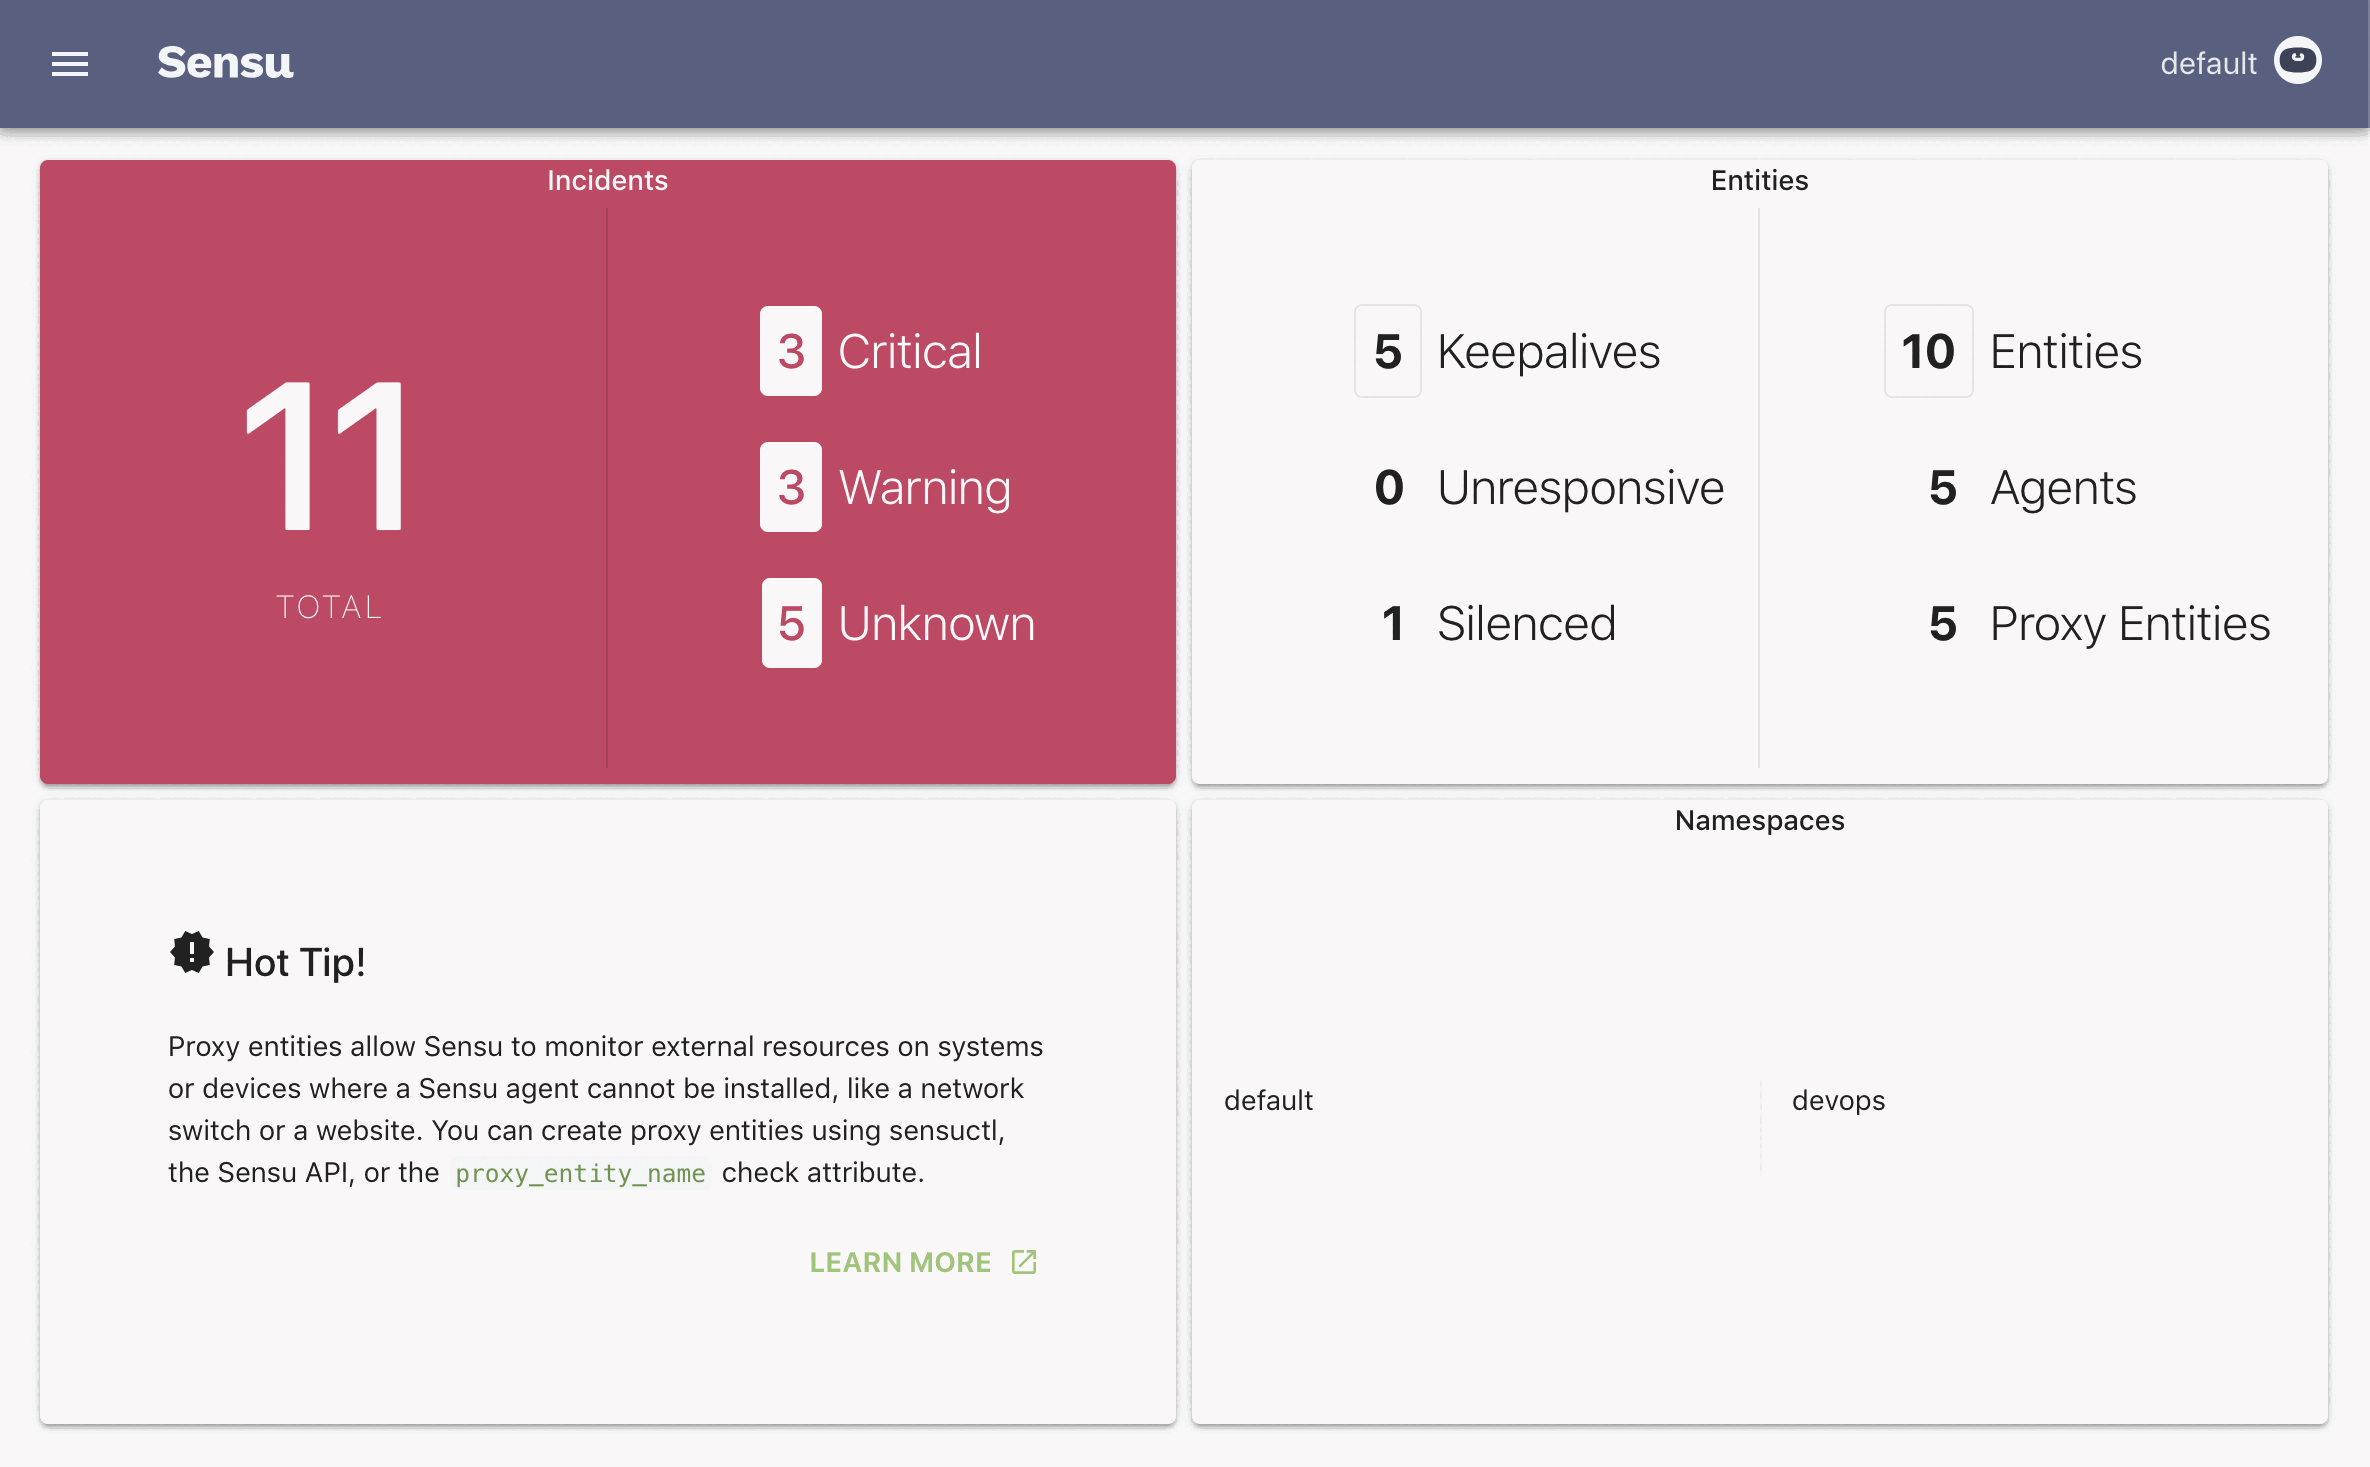 Sensu
default
Incidents
11
TOTAL
3 Critical
3 Warning
5 Unknown
Entities
5 Keepalives
0 Unresponsive
1 Silenced
10 Entities
5 Agents
5 Proxy Entities
Hot Tip!
Proxy entities allow Sensu to monitor external resources on systems
or devices where a Sensu agent cannot be installed, like a network
switch or a website. You can create proxy entities using sensuctl,
the Sensu API, or the proxy_entity_name check attribute.
LEARN MORE
Namespaces
default
devops